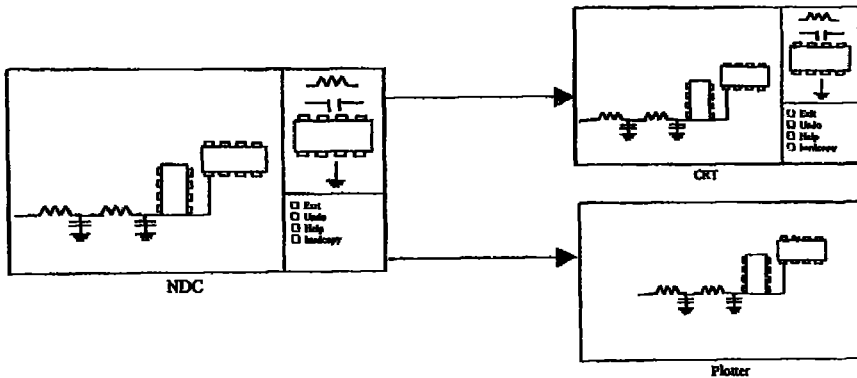 Exit
Undo
Help
hardcopy
NDC
Exit
Undo
Help
hardcopy
CRT
Plotter